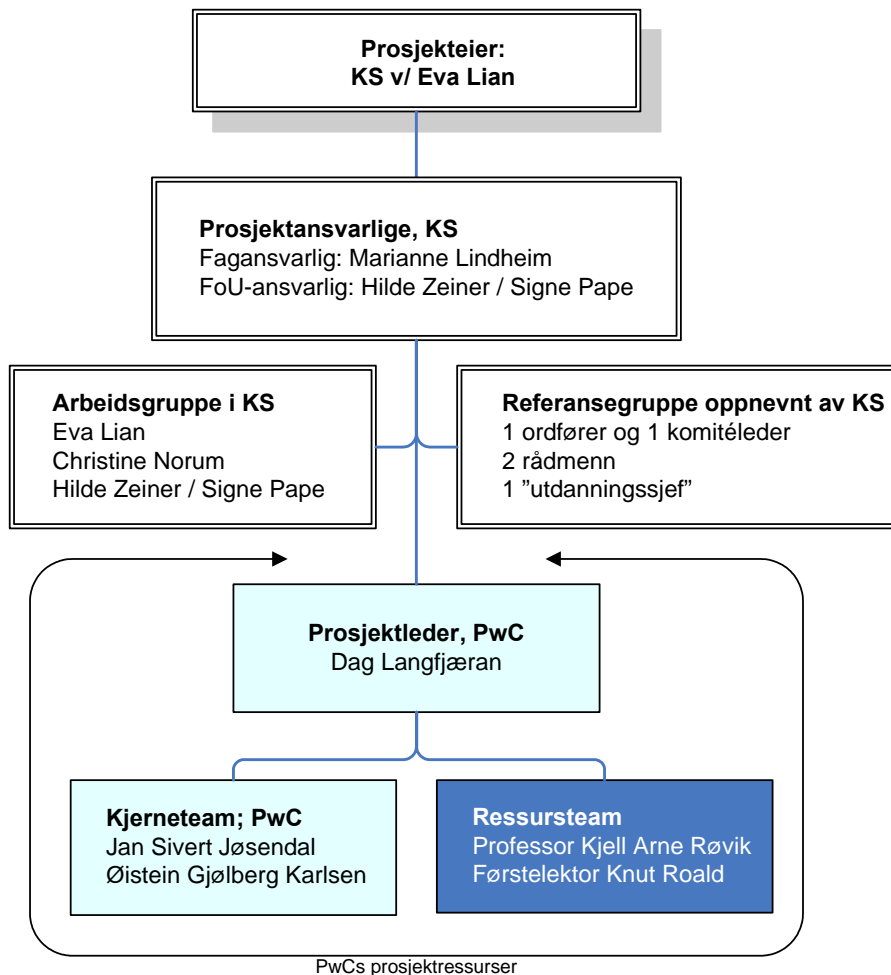 Prosjekteier:
KS v/ Eva Lian
Prosjektansvarlige, KS
Fagansvarlig: Marianne Lindheim
FoU-ansvarlig: Hilde Zeiner / Signe Pape
Arbeidsgruppe i KS
Eva Lian
Christine Norum
Hilde Zeiner / Signe Pape
Referansegruppe oppnevnt av KS
1 ordfører og 1 komitéleder
2 rådmenn
1 ”utdanningssjef”
Prosjektleder, PwC
Dag Langfjæran
Kjerneteam; PwC
Jan Sivert Jøsendal
Øistein Gjølberg Karlsen
Ressursteam
Professor Kjell Arne Røvik
Førstelektor Knut Roald
PwCs prosjektressurser